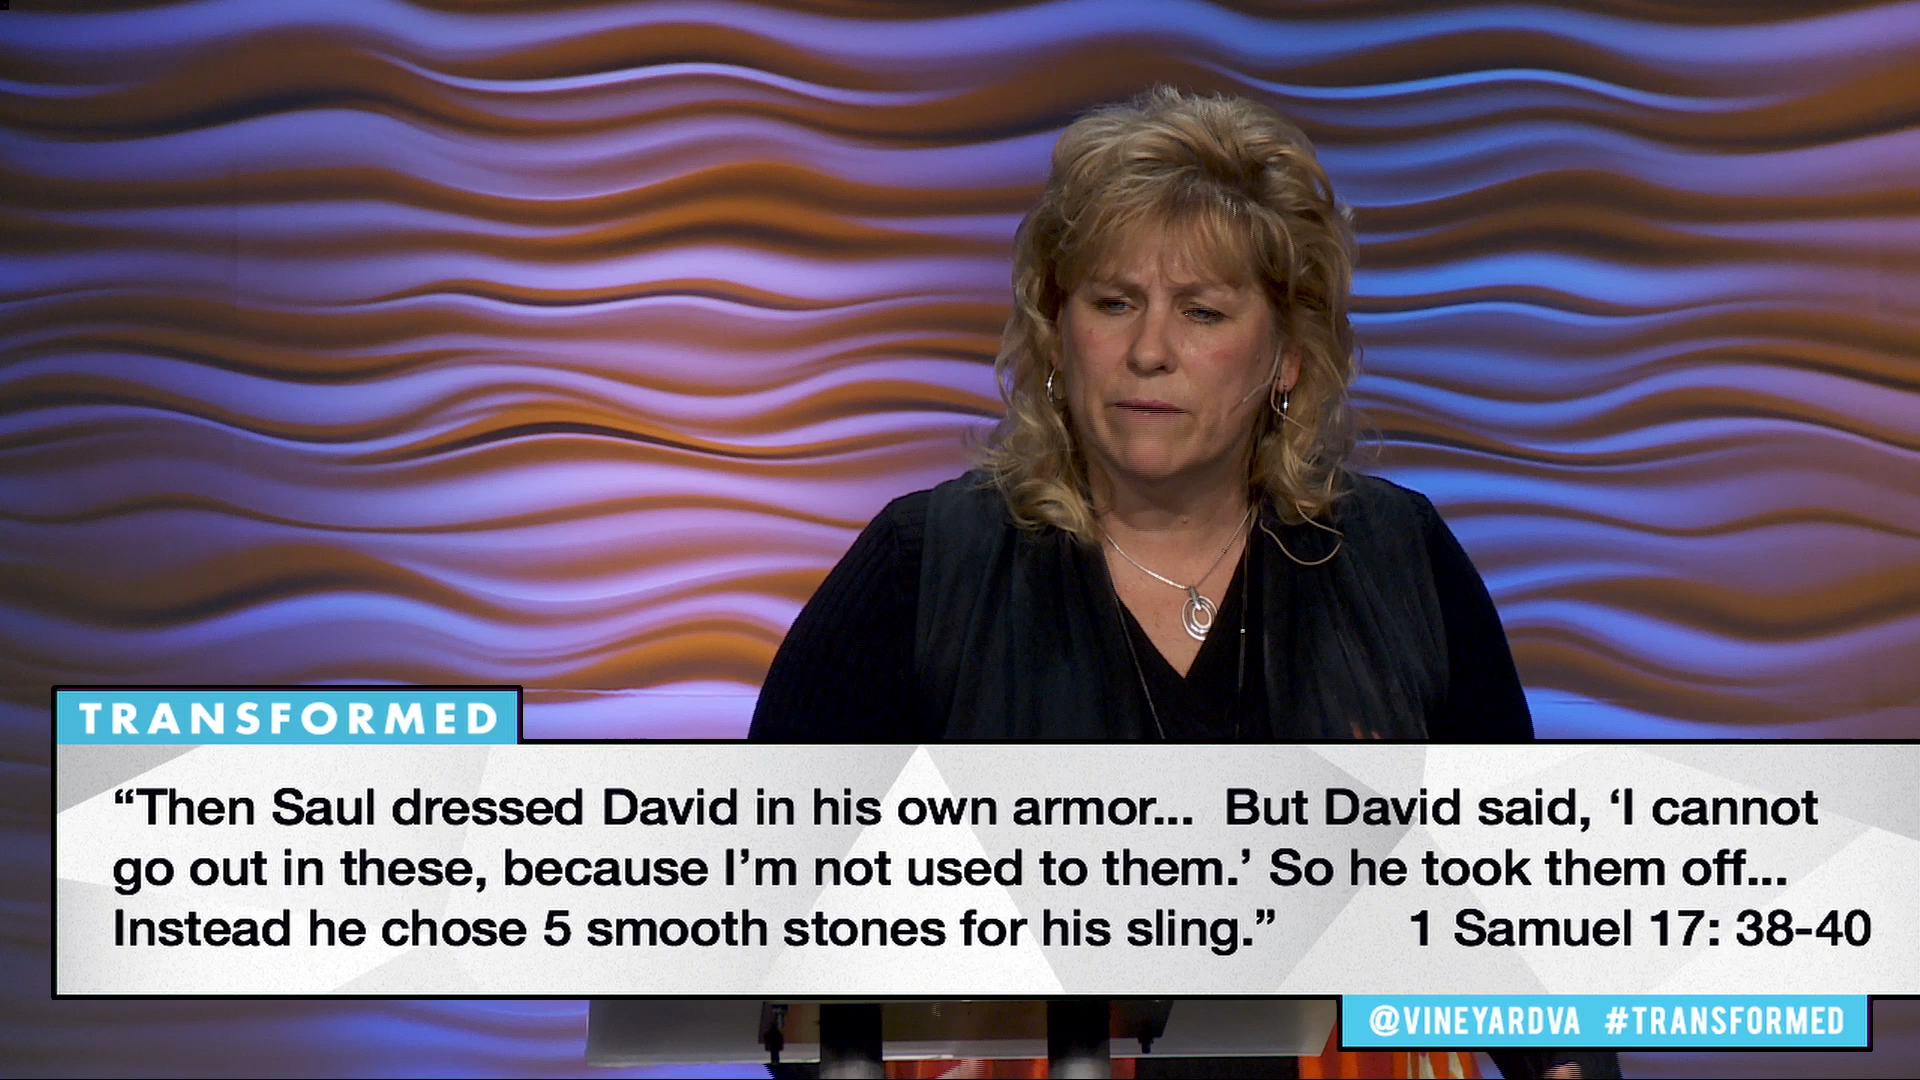 TRANSFORMED
“Then Saul dressed David in his own armor...  But David said, ‘I cannot
go out in these, because I’m not used to them.’ So he took them off...
Instead he chose 5 smooth stones for his sling.” 1 Samuel 17: 38-40
@VINEYARDVA #TRANSFORMED